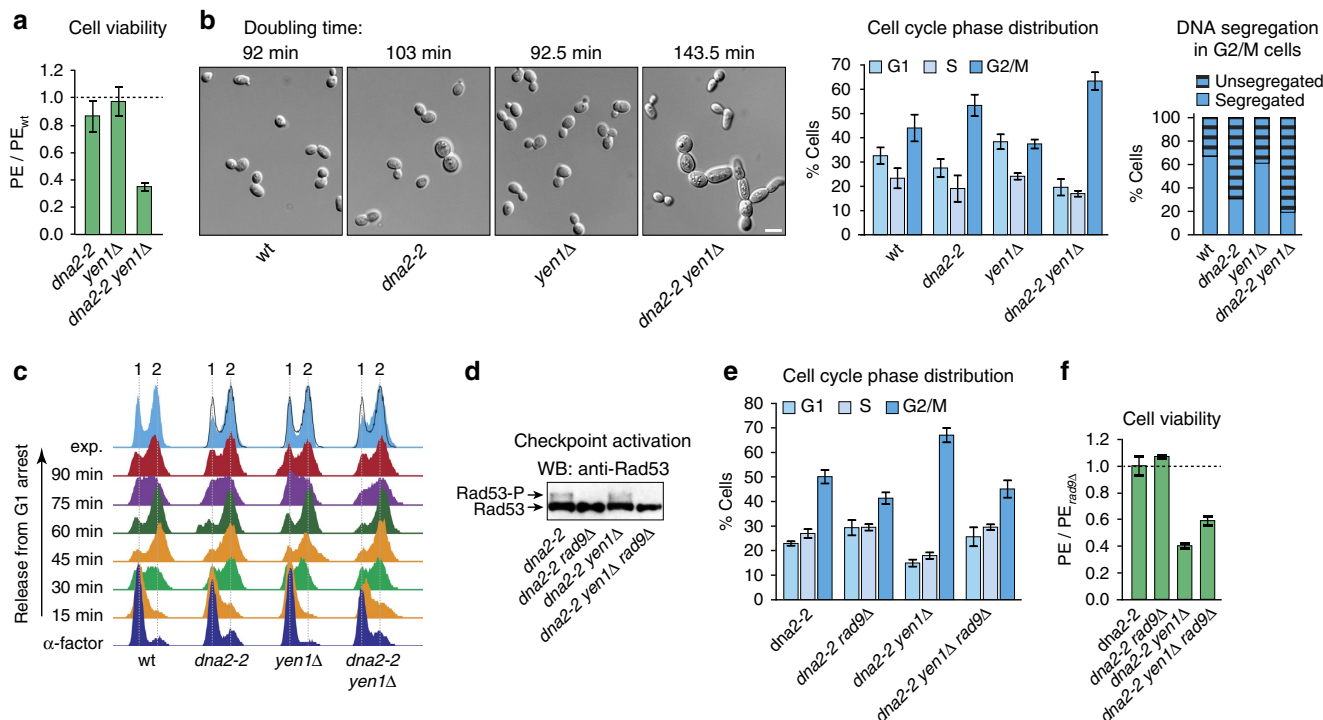 a
Cell viability
PE / PEwt
1.2
1.0
0.8
0.6
0.4
0.2
0.0
dna2-2
yen1Δ
dna2-2 yen1Δ
b
Doubling time:
92 min
103 min
92.5 min
143.5 min
wt
dna2-2
yen1Δ
dna2-2 yen1Δ
Cell cycle phase distribution
G1 S G2/M
% Cells
70
60
50
40
30
20
10
0
wt
dna2-2
yen1Δ
dna2-2 yen1Δ
DNA segregation
in G2/M cells
Unsegregated
Segregated
% Cells
100
80
60
40
20
0
wt
dna2-2
yen1Δ
dna2-2 yen1Δ
c
1 2 1 2 1 2 1 2
Release from G1 arrest
exp.
90 min
75 min
60 min
45 min
30 min
15 min
α-factor
wt
dna2-2
yen1Δ
dna2-2
yen1Δ
d
Checkpoint activation
WB: anti-Rad53
Rad53-P
Rad53
dna2-2
dna2-2 rad9Δ
dna2-2 yen1Δ
dna2-2 yen1Δ rad9Δ
e
Cell cycle phase distribution
G1 S G2/M
% Cells
80
70
60
50
40
30
20
10
0
dna2-2
dna2-2 rad9Δ
dna2-2 yen1Δ
dna2-2 yen1Δ rad9Δ
f
Cell viability
PE / PErad9Δ
1.2
1.0
0.8
0.6
0.4
0.2
0.0
dna2-2
dna2-2 rad9Δ
dna2-2 yen1Δ
dna2-2 yen1Δ rad9Δ